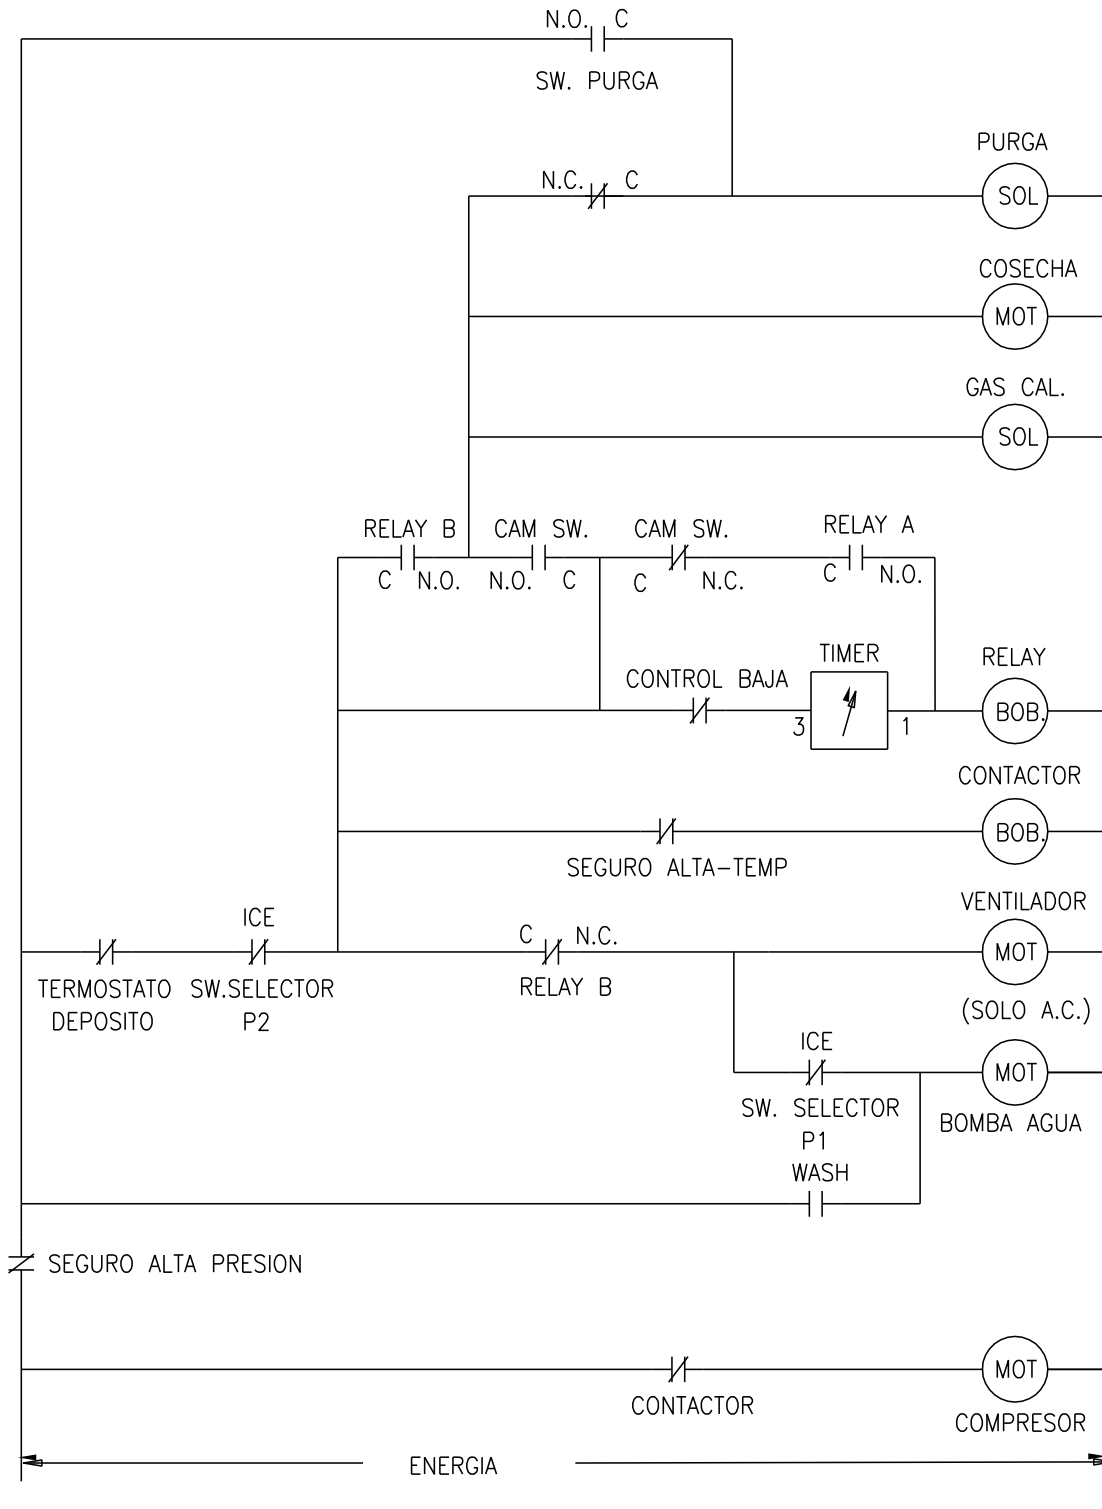 N.O. C
SW. PURGA
PURGA
N.C. C
SOL
COSECHA
MOT
GAS CAL.
SOL
RELAY B CAM SW. CAM SW. RELAY A
C N.O. N.O. C C N.C. C N.O.
TIMER
RELAY
CONTROL BAJA
BOB.
3 1
CONTACTOR
BOB.
SEGURO ALTA-TEMP
VENTILADOR
ICE
C N.C.
MOT
TERMOSTATO
DEPOSITO
SW.SELECTOR
P2
RELAY B
(SOLO A.C.)
ICE
MOT
SW. SELECTOR
P1
BOMBA AGUA
WASH
SEGURO ALTA PRESION
MOT
CONTACTOR
COMPRESOR
ENERGIA